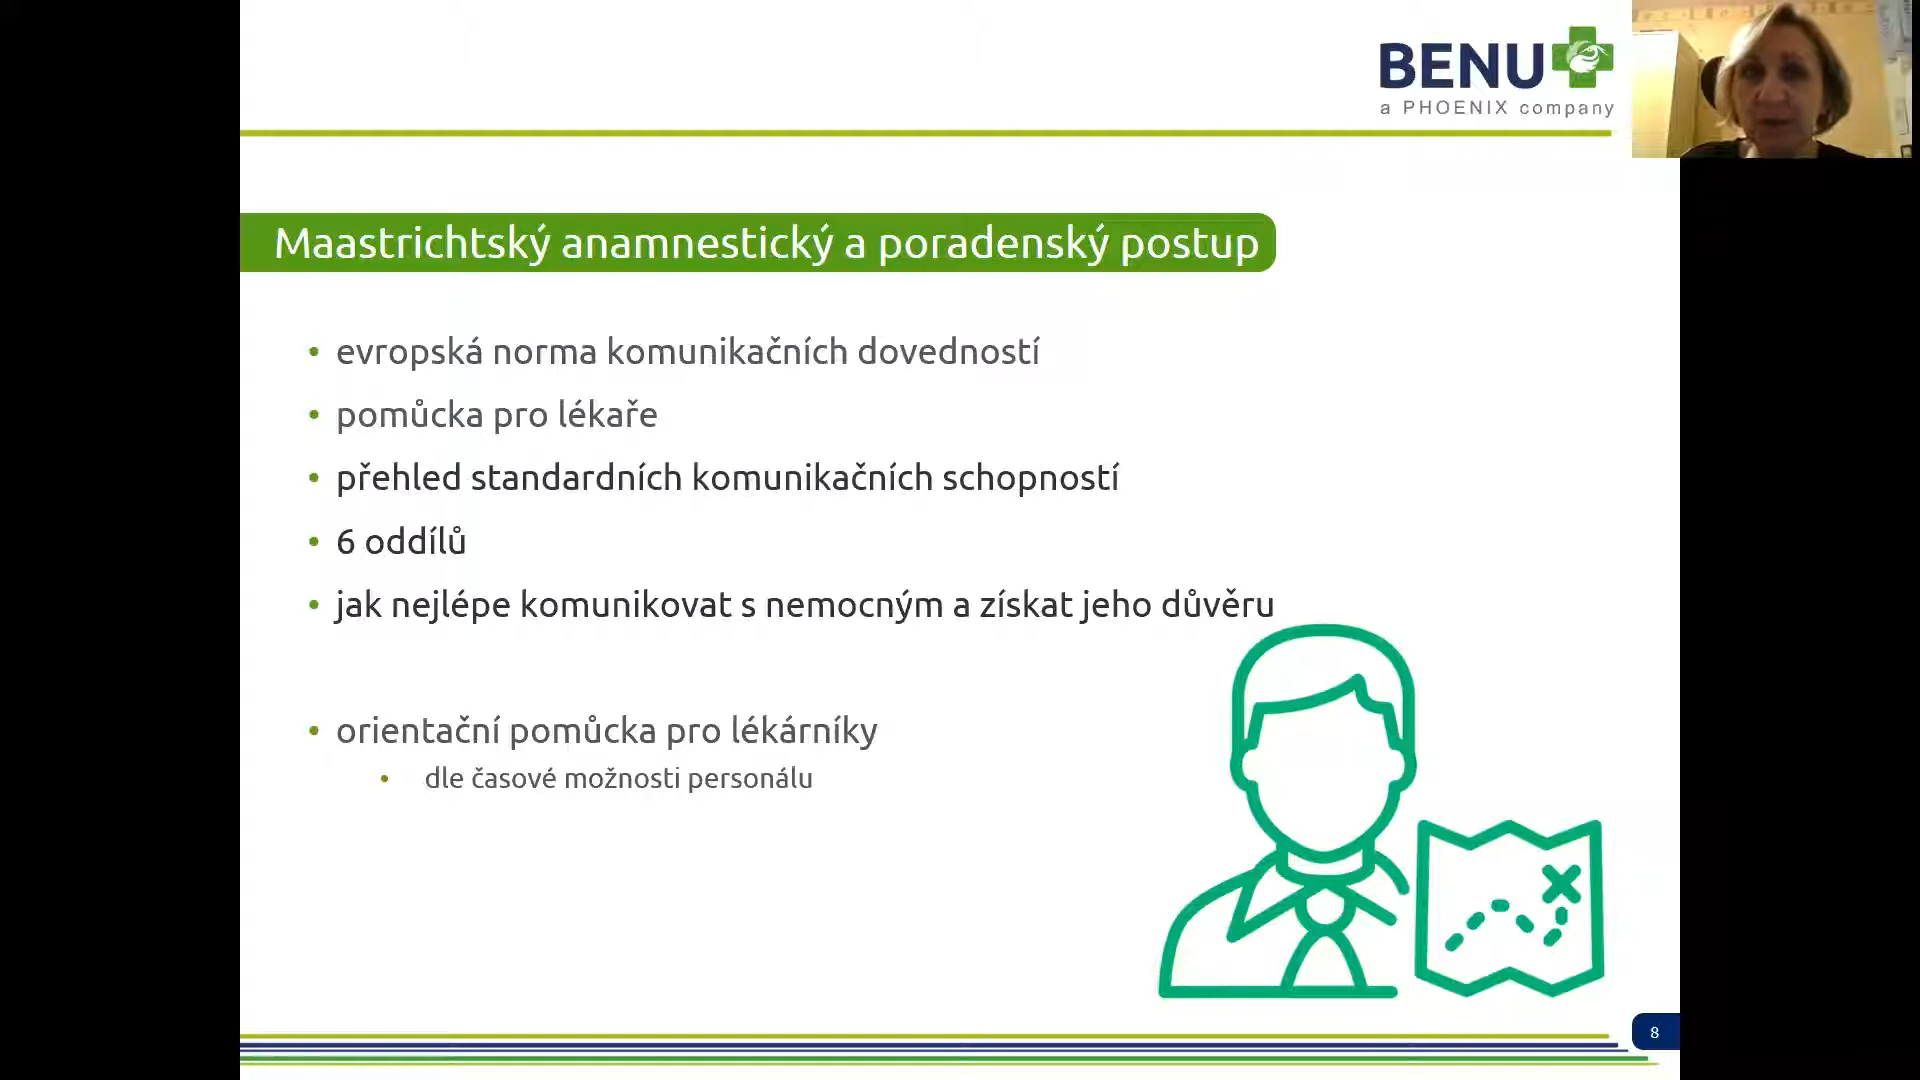 BENU
a PHOENIX company
Maastrichtský anamnestický a poradenský postup
• evropská norma komunikačních dovedností
• pomůcka pro lékaře
• přehled standardních komunikačních schopností
• 6 oddílů
• jak nejlépe komunikovat s nemocným a získat jeho důvěru
• orientační pomůcka pro lékárníky
• dle časové možnosti personálu
8